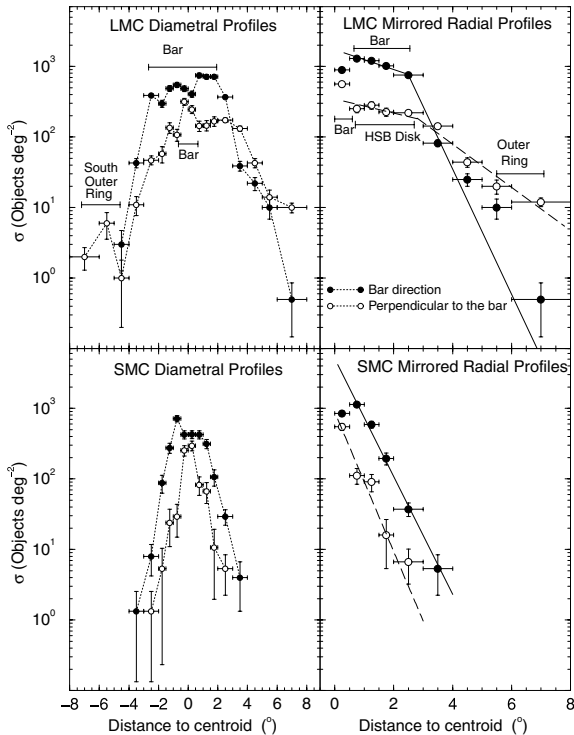 LMC Diametral Profiles
LMC Mirrored Radial Profiles
Bar
Bar
10³
10²
10¹
10⁰
σ (Objects deg⁻²)
South
Outer
Ring
Bar
Bar
HSB Disk
Outer
Ring
Bar direction
Perpendicular to the bar
SMC Diametral Profiles
SMC Mirrored Radial Profiles
10³
10²
10¹
10⁰
σ (Objects deg⁻²)
−8 −6 −4 −2 0 2 4 6 0 2 4 6 8
Distance to centroid (°)
Distance to centroid (°)